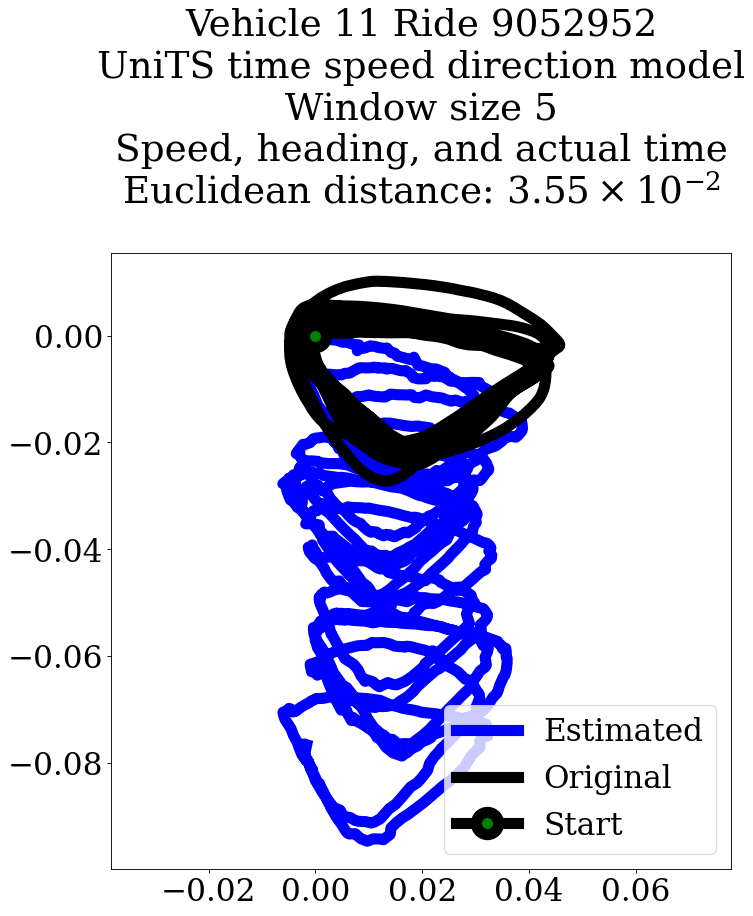 Vehicle 11 Ride 9052952
UniTS time speed direction model
Window size 5
Speed, heading, and actual time
Euclidean distance: 3.55 × 10⁻²
0.00
−0.02
−0.04
−0.06
−0.08
Estimated
Original
Start
−0.02 0.00 0.02 0.04 0.06